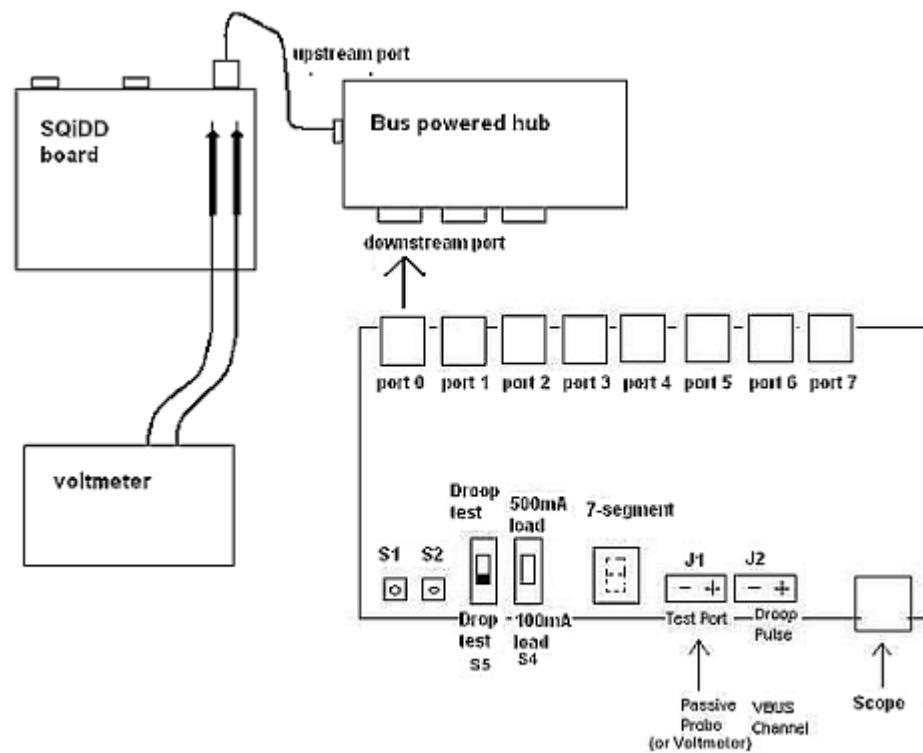 upstream port
SQiDD
board
Bus powered hub
downstream port
port 0 port 1 port 2 port 3 port 4 port 5 port 6 port 7
voltmeter
Droop
test
500mA
load
7-segment
S1 S2
J1 J2
- + - +
Drop
test
S5
100mA
load
S4
Test Port
Droop
Pulse
Passive
Probe
(or Voltmeter)
VBUS
Channel
Scope